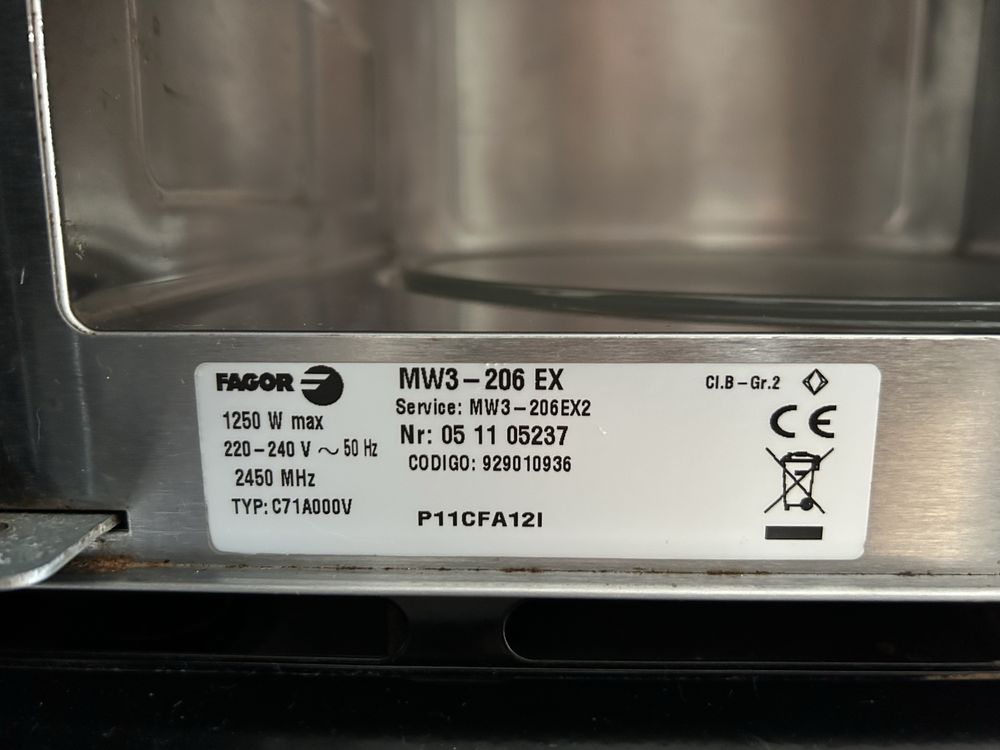 FAGOR
1250 W max
220-240 V ~ 50 Hz
2450 MHz
TYP: C71A000V
MW3-206 EX
Service: MW3-206EX2
Nr: 05 11 05237
CODIGO: 929010936
P11CFA12I
Cl.B-Gr.2
CE